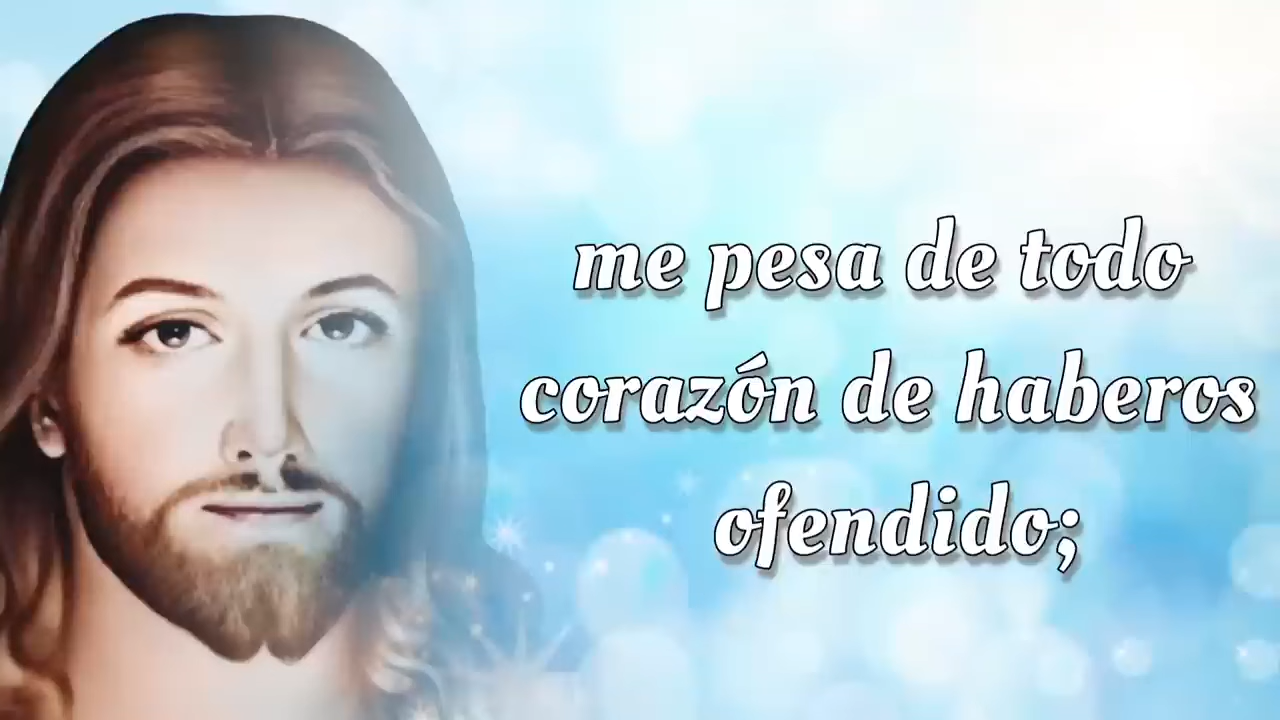 me pesa de todo
corazón de haberos
ofendido;